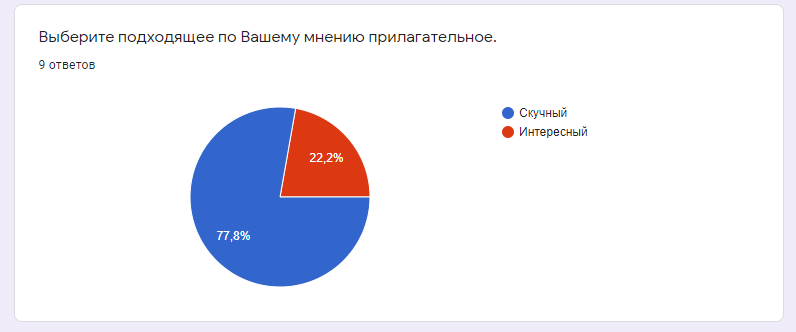 Выберите подходящее по Вашему мнению прилагательное.
9 ответов
Скучный
Интересный
22,2%
77,8%